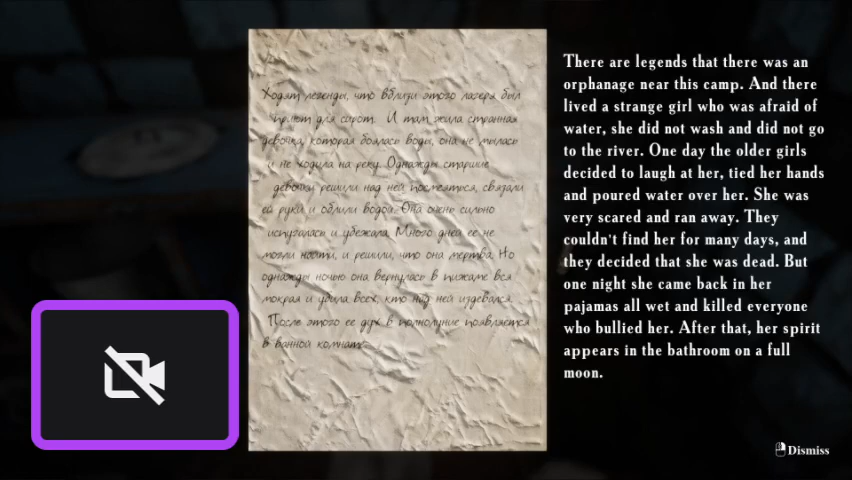 Ходят легенды, что вблизи этого лагеря был
приют для сирот. И там жила странная
девочка, которая боялась воды, она не мылась
и не ходила на реку. Однажды старшие
девочки решили над ней посмеяться, связали
ей руки и облили водой. Она очень сильно
испугалась и убежала. Много дней ее не
могли найти, и решили, что она мертва. Но
однажды ночью она вернулась в пижаме вся
мокрая и убила всех, кто над ней издевался.
После этого ее дух в полнолуние появляется
в ванной комнате.
There are legends that there was an
orphanage near this camp. And there
lived a strange girl who was afraid of
water, she did not wash and did not go
to the river. One day the older girls
decided to laugh at her, tied her hands
and poured water over her. She was
very scared and ran away. They
couldn't find her for many days, and
they decided that she was dead. But
one night she came back in her
pajamas all wet and killed everyone
who bullied her. After that, her spirit
appears in the bathroom on a full
moon.
Dismiss